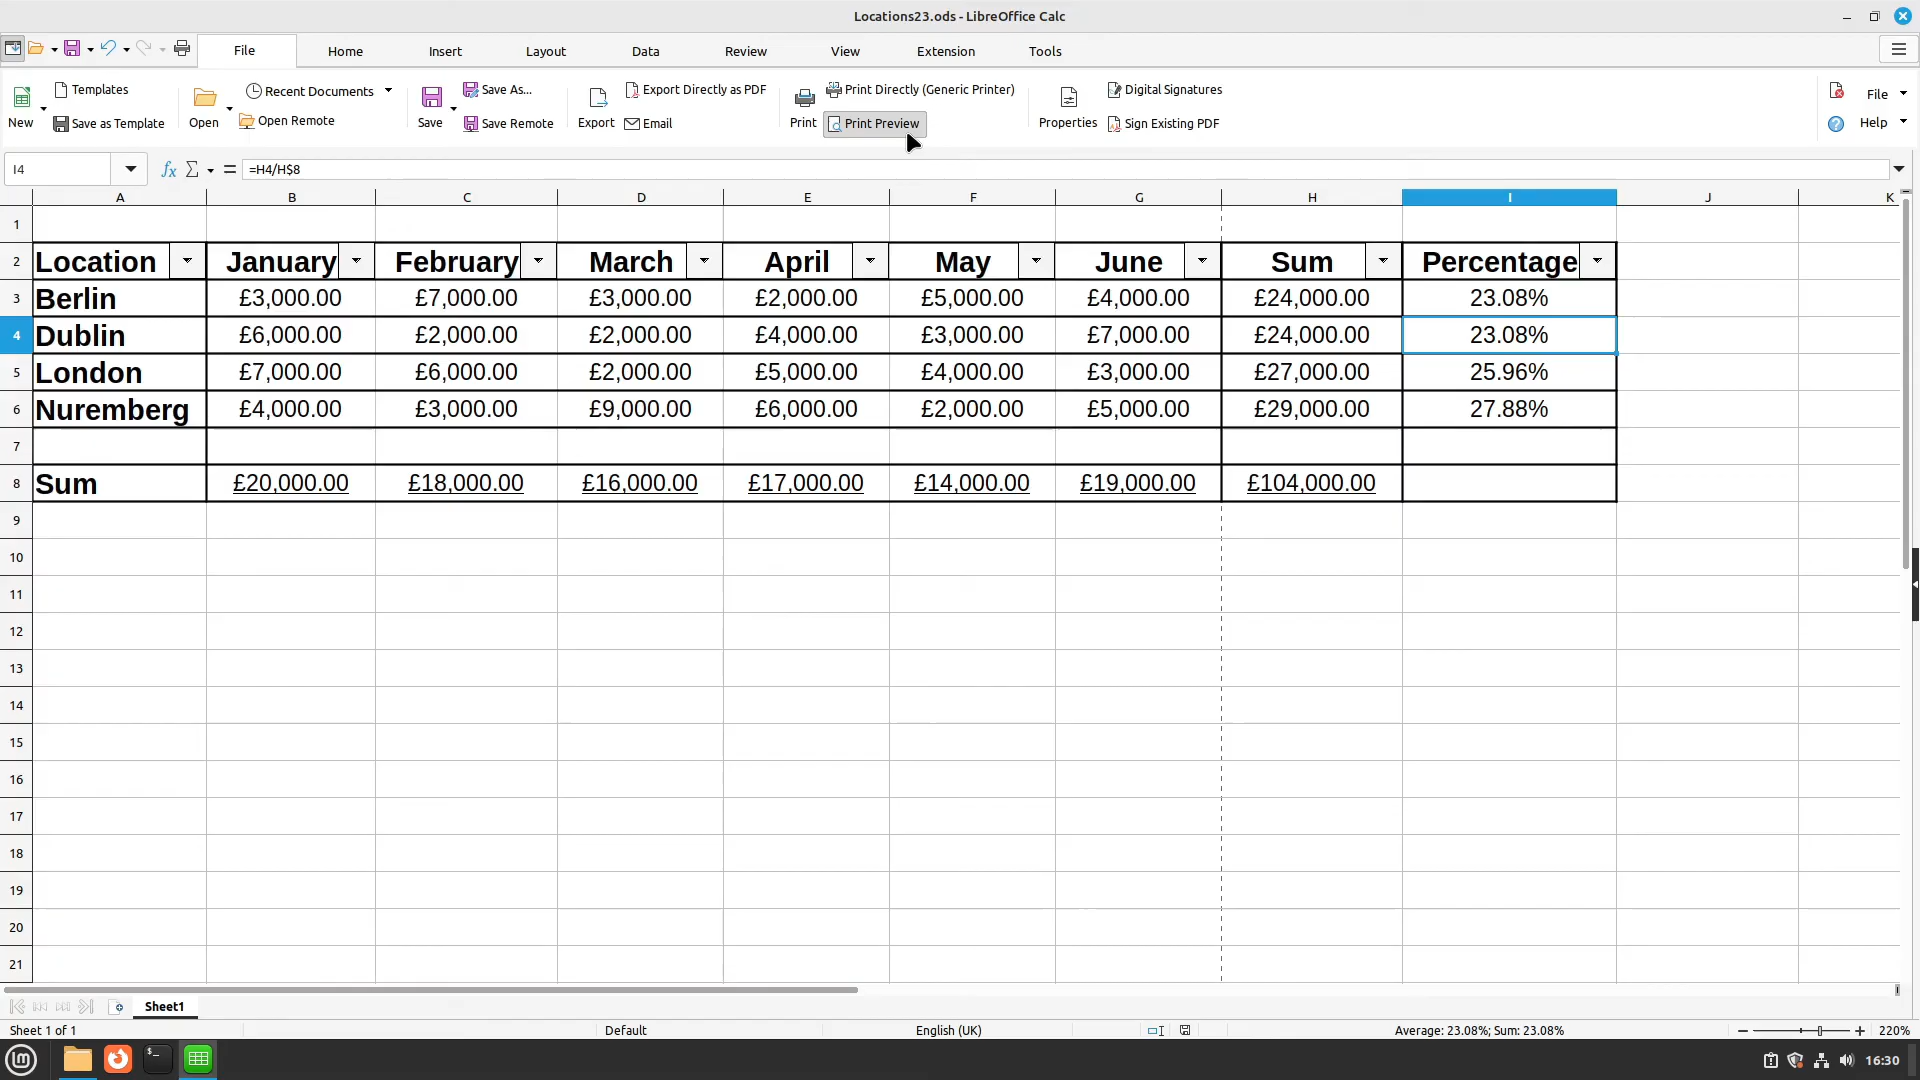 Locations23.ods - LibreOffice Calc
File Home Insert Layout Data Review View Extension Tools
Templates Recent Documents Save As... Export Directly as PDF Print Directly (Generic Printer) Digital Signatures File
New Save as Template Open Open Remote Save Save Remote Export Email Print Print Preview Properties Sign Existing PDF Help
I4 fx Σ = =H4/H$8
A B C D E F G H I J K
1
2 Location January February March April May June Sum Percentage
3 Berlin £3,000.00 £7,000.00 £3,000.00 £2,000.00 £5,000.00 £4,000.00 £24,000.00 23.08%
4 Dublin £6,000.00 £2,000.00 £2,000.00 £4,000.00 £3,000.00 £7,000.00 £24,000.00 23.08%
5 London £7,000.00 £6,000.00 £2,000.00 £5,000.00 £4,000.00 £3,000.00 £27,000.00 25.96%
6 Nuremberg £4,000.00 £3,000.00 £9,000.00 £6,000.00 £2,000.00 £5,000.00 £29,000.00 27.88%
7
8 Sum £20,000.00 £18,000.00 £16,000.00 £17,000.00 £14,000.00 £19,000.00 £104,000.00
9
10
11
12
13
14
15
16
17
18
19
20
21
Sheet1
Sheet 1 of 1 Default English (UK) Average: 23.08%; Sum: 23.08% 220%
16:30